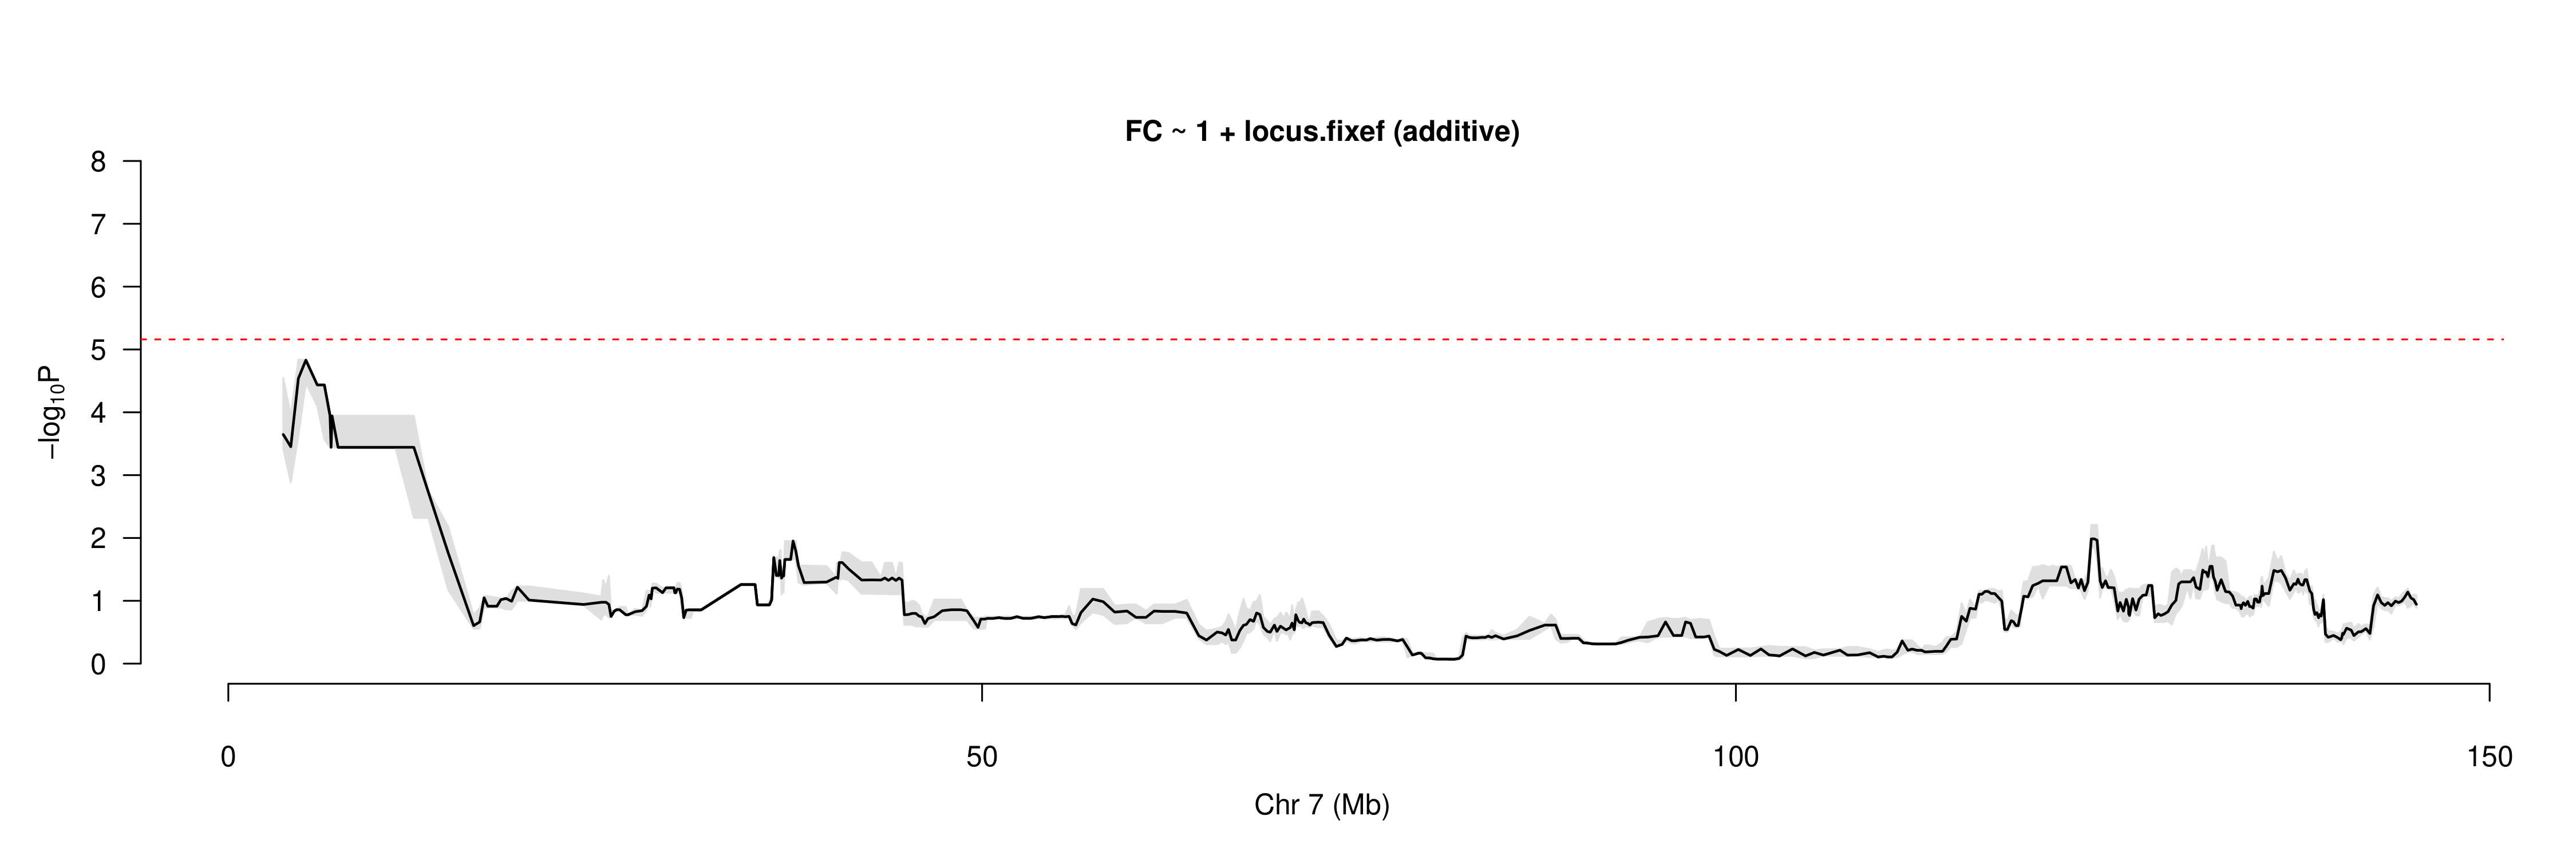 FC ~ 1 + locus.fixef (additive)
8
7
6
5
4
3
2
1
0
−log₁₀P
0 50 100 150
Chr 7 (Mb)